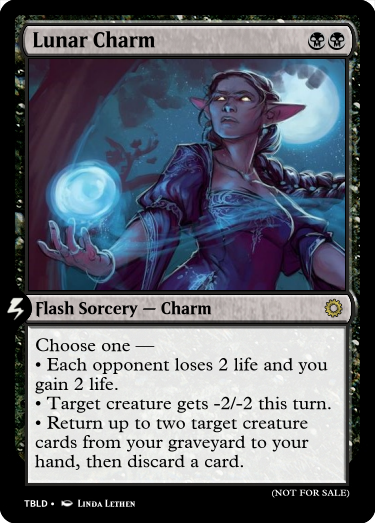 Lunar Charm
Flash Sorcery — Charm
Choose one —
• Each opponent loses 2 life and you
gain 2 life.
• Target creature gets -2/-2 this turn.
• Return up to two target creature
cards from your graveyard to your
hand, then discard a card.
(NOT FOR SALE)
TBLD • Linda Lethen